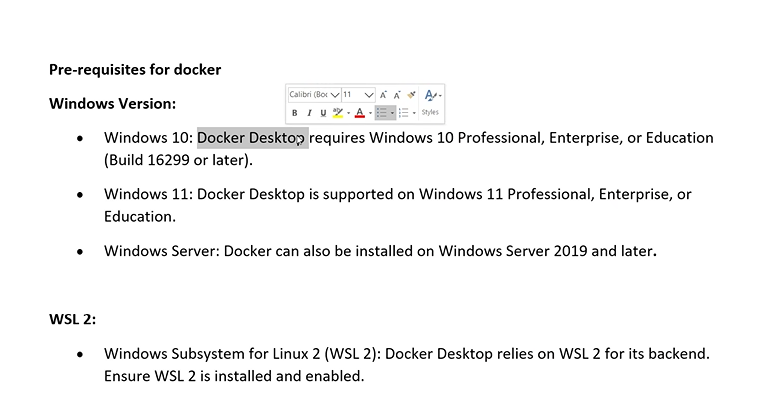 Pre-requisites for docker
Calibri (Boc 11
Windows Version:
B I U ab A Styles
• Windows 10: Docker Desktop requires Windows 10 Professional, Enterprise, or Education
(Build 16299 or later).
• Windows 11: Docker Desktop is supported on Windows 11 Professional, Enterprise, or
Education.
• Windows Server: Docker can also be installed on Windows Server 2019 and later.
WSL 2:
• Windows Subsystem for Linux 2 (WSL 2): Docker Desktop relies on WSL 2 for its backend.
Ensure WSL 2 is installed and enabled.